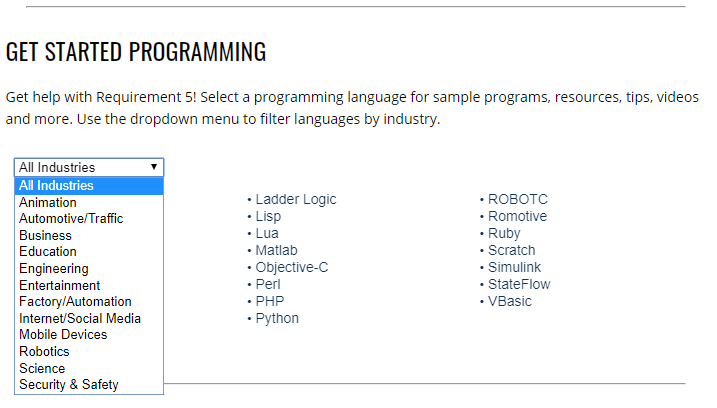 GET STARTED PROGRAMMING
Get help with Requirement 5! Select a programming language for sample programs, resources, tips, videos
and more. Use the dropdown menu to filter languages by industry.
All Industries
All Industries
Animation
Automotive/Traffic
Business
Education
Engineering
Entertainment
Factory/Automation
Internet/Social Media
Mobile Devices
Robotics
Science
Security & Safety
• Ladder Logic
• Lisp
• Lua
• Matlab
• Objective-C
• Perl
• PHP
• Python
• ROBOTC
• Romotive
• Ruby
• Scratch
• Simulink
• StateFlow
• VBasic